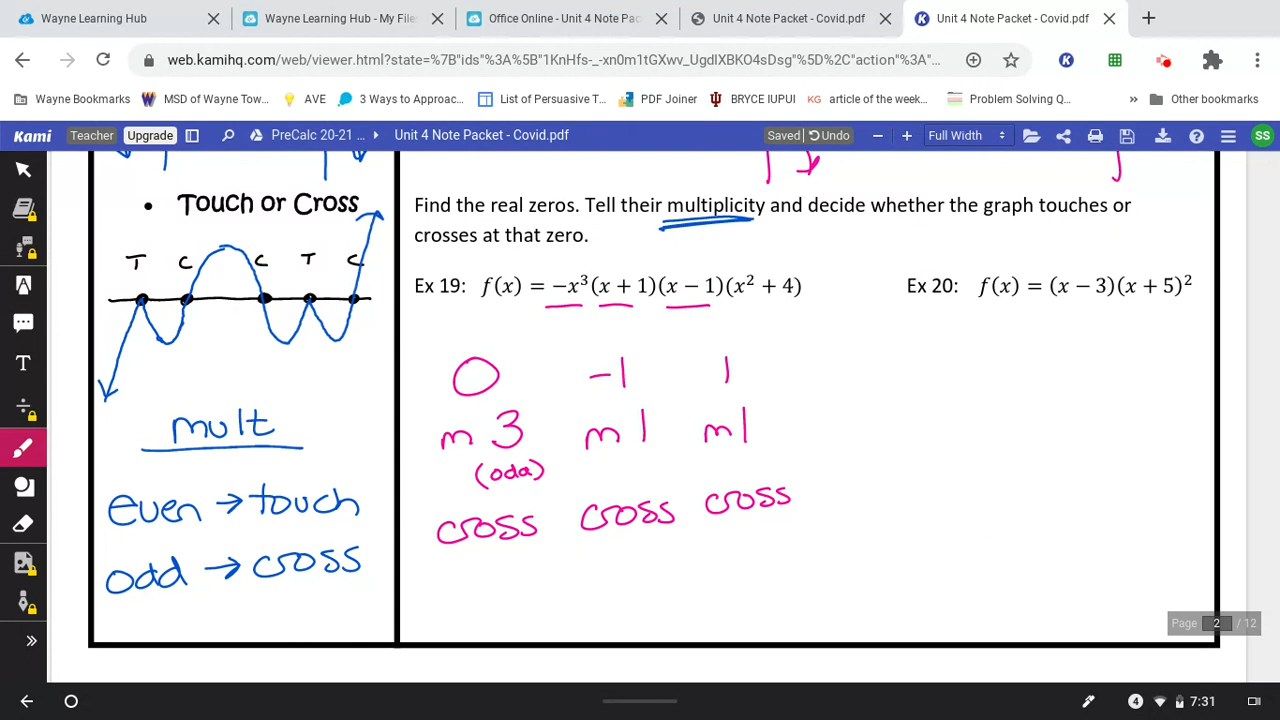 Wayne Learning Hub
Wayne Learning Hub - My File
Office Online - Unit 4 Note Pac
Unit 4 Note Packet - Covid.pdf
Unit 4 Note Packet - Covid.pdf
web.kamihq.com/web/viewer.html?state=%7B"ids"%3A%5B"1KnHfs-_-xn0m1tGXwv_UgdIXBKO4sDsg"%5D%2C"action"%3A"...
Wayne Bookmarks
MSD of Wayne Tow...
AVE
3 Ways to Approac...
List of Persuasive T...
PDF Joiner
BRYCE IUPUI
KG article of the week...
Problem Solving Q...
» Other bookmarks
Kami Teacher Upgrade
PreCalc 20-21 ...
Unit 4 Note Packet - Covid.pdf
Saved Undo
Full Width
SS
• Touch or Cross
T C C T C
mult
even → touch
odd → cross
Find the real zeros. Tell their multiplicity and decide whether the graph touches or
crosses at that zero.
Ex 19: f(x) = −x³(x + 1)(x − 1)(x² + 4)
Ex 20: f(x) = (x − 3)(x + 5)²
0 -1 1
m 3 m 1 m 1
(odd)
cross cross cross
Page 2 / 12
4 7:31